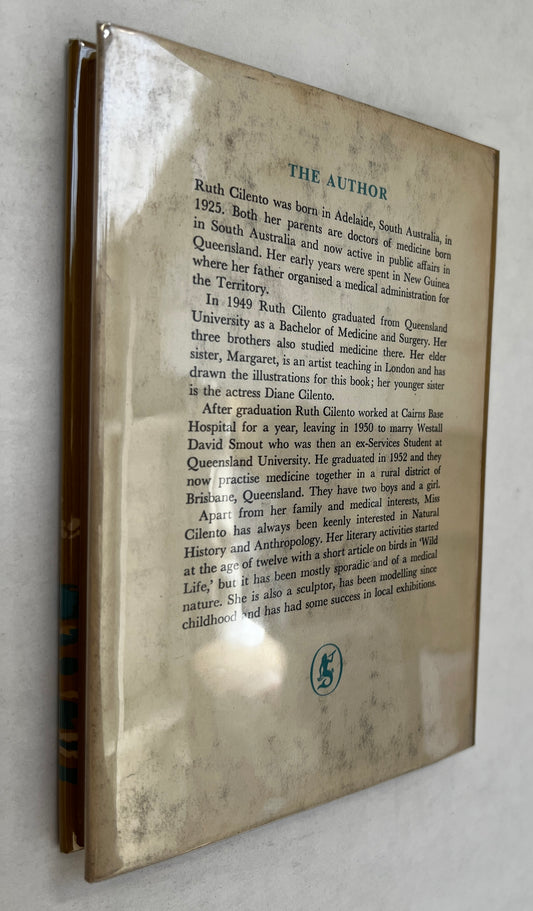 THE AUTHOR
Ruth Cilento was born in Adelaide, South Australia, in
1925. Both her parents are doctors of medicine born
in South Australia and now active in public affairs in
Queensland. Her early years were spent in New Guinea
where her father organised a medical administration for
the Territory.
In 1949 Ruth Cilento graduated from Queensland
University as a Bachelor of Medicine and Surgery. Her
three brothers also studied medicine there. Her elder
sister, Margaret, is an artist teaching in London and has
drawn the illustrations for this book; her younger sister
is the actress Diane Cilento.
After graduation Ruth Cilento worked at Cairns Base
Hospital for a year, leaving in 1950 to marry Westall
David Smout who was then an ex-Services Student at
Queensland University. He graduated in 1952 and they
now practise medicine together in a rural district of
Brisbane, Queensland. They have two boys and a girl.
Apart from her family and medical interests, Miss
Cilento has always been keenly interested in Natural
History and Anthropology. Her literary activities started
at the age of twelve with a short article on birds in 'Wild
Life,' but it has been mostly sporadic and of a medical
nature. She is also a sculptor, has been modelling since
childhood and has had some success in local exhibitions.